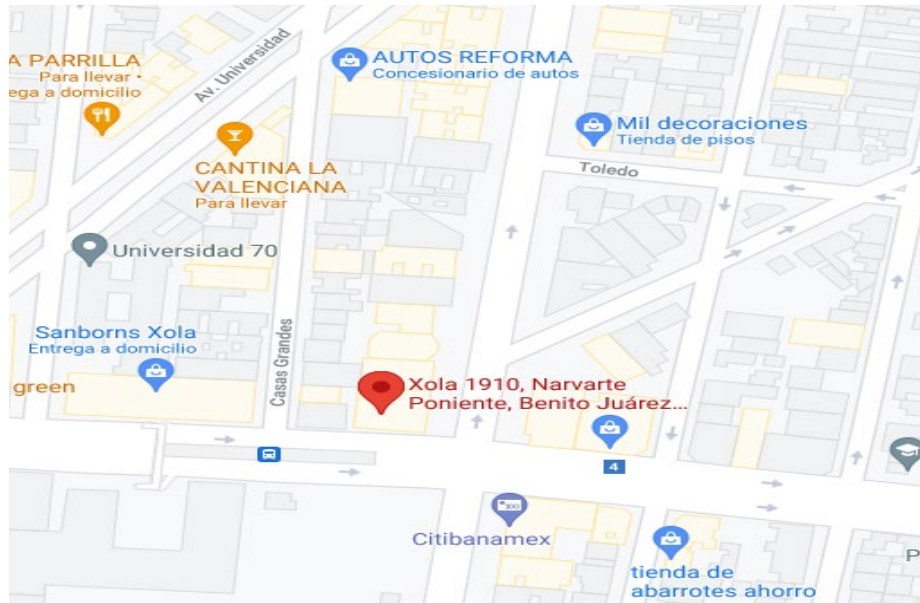 A PARRILLA
Para llevar •
ega a domicilio
Av. Universidad
AUTOS REFORMA
Concesionario de autos
CANTINA LA
VALENCIANA
Para llevar
Mil decoraciones
Tienda de pisos
Toledo
Universidad 70
Sanborns Xola
Entrega a domicilio
green
Casas Grandes
Xola 1910, Narvarte
Poniente, Benito Juárez...
4
Citibanamex
tienda de
abarrotes ahorro
P